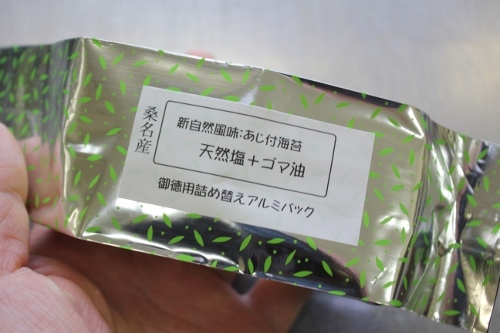 桑名産
新自然風味:あじ付海苔
天然塩+ゴマ油
御徳用詰め替えアルミパック